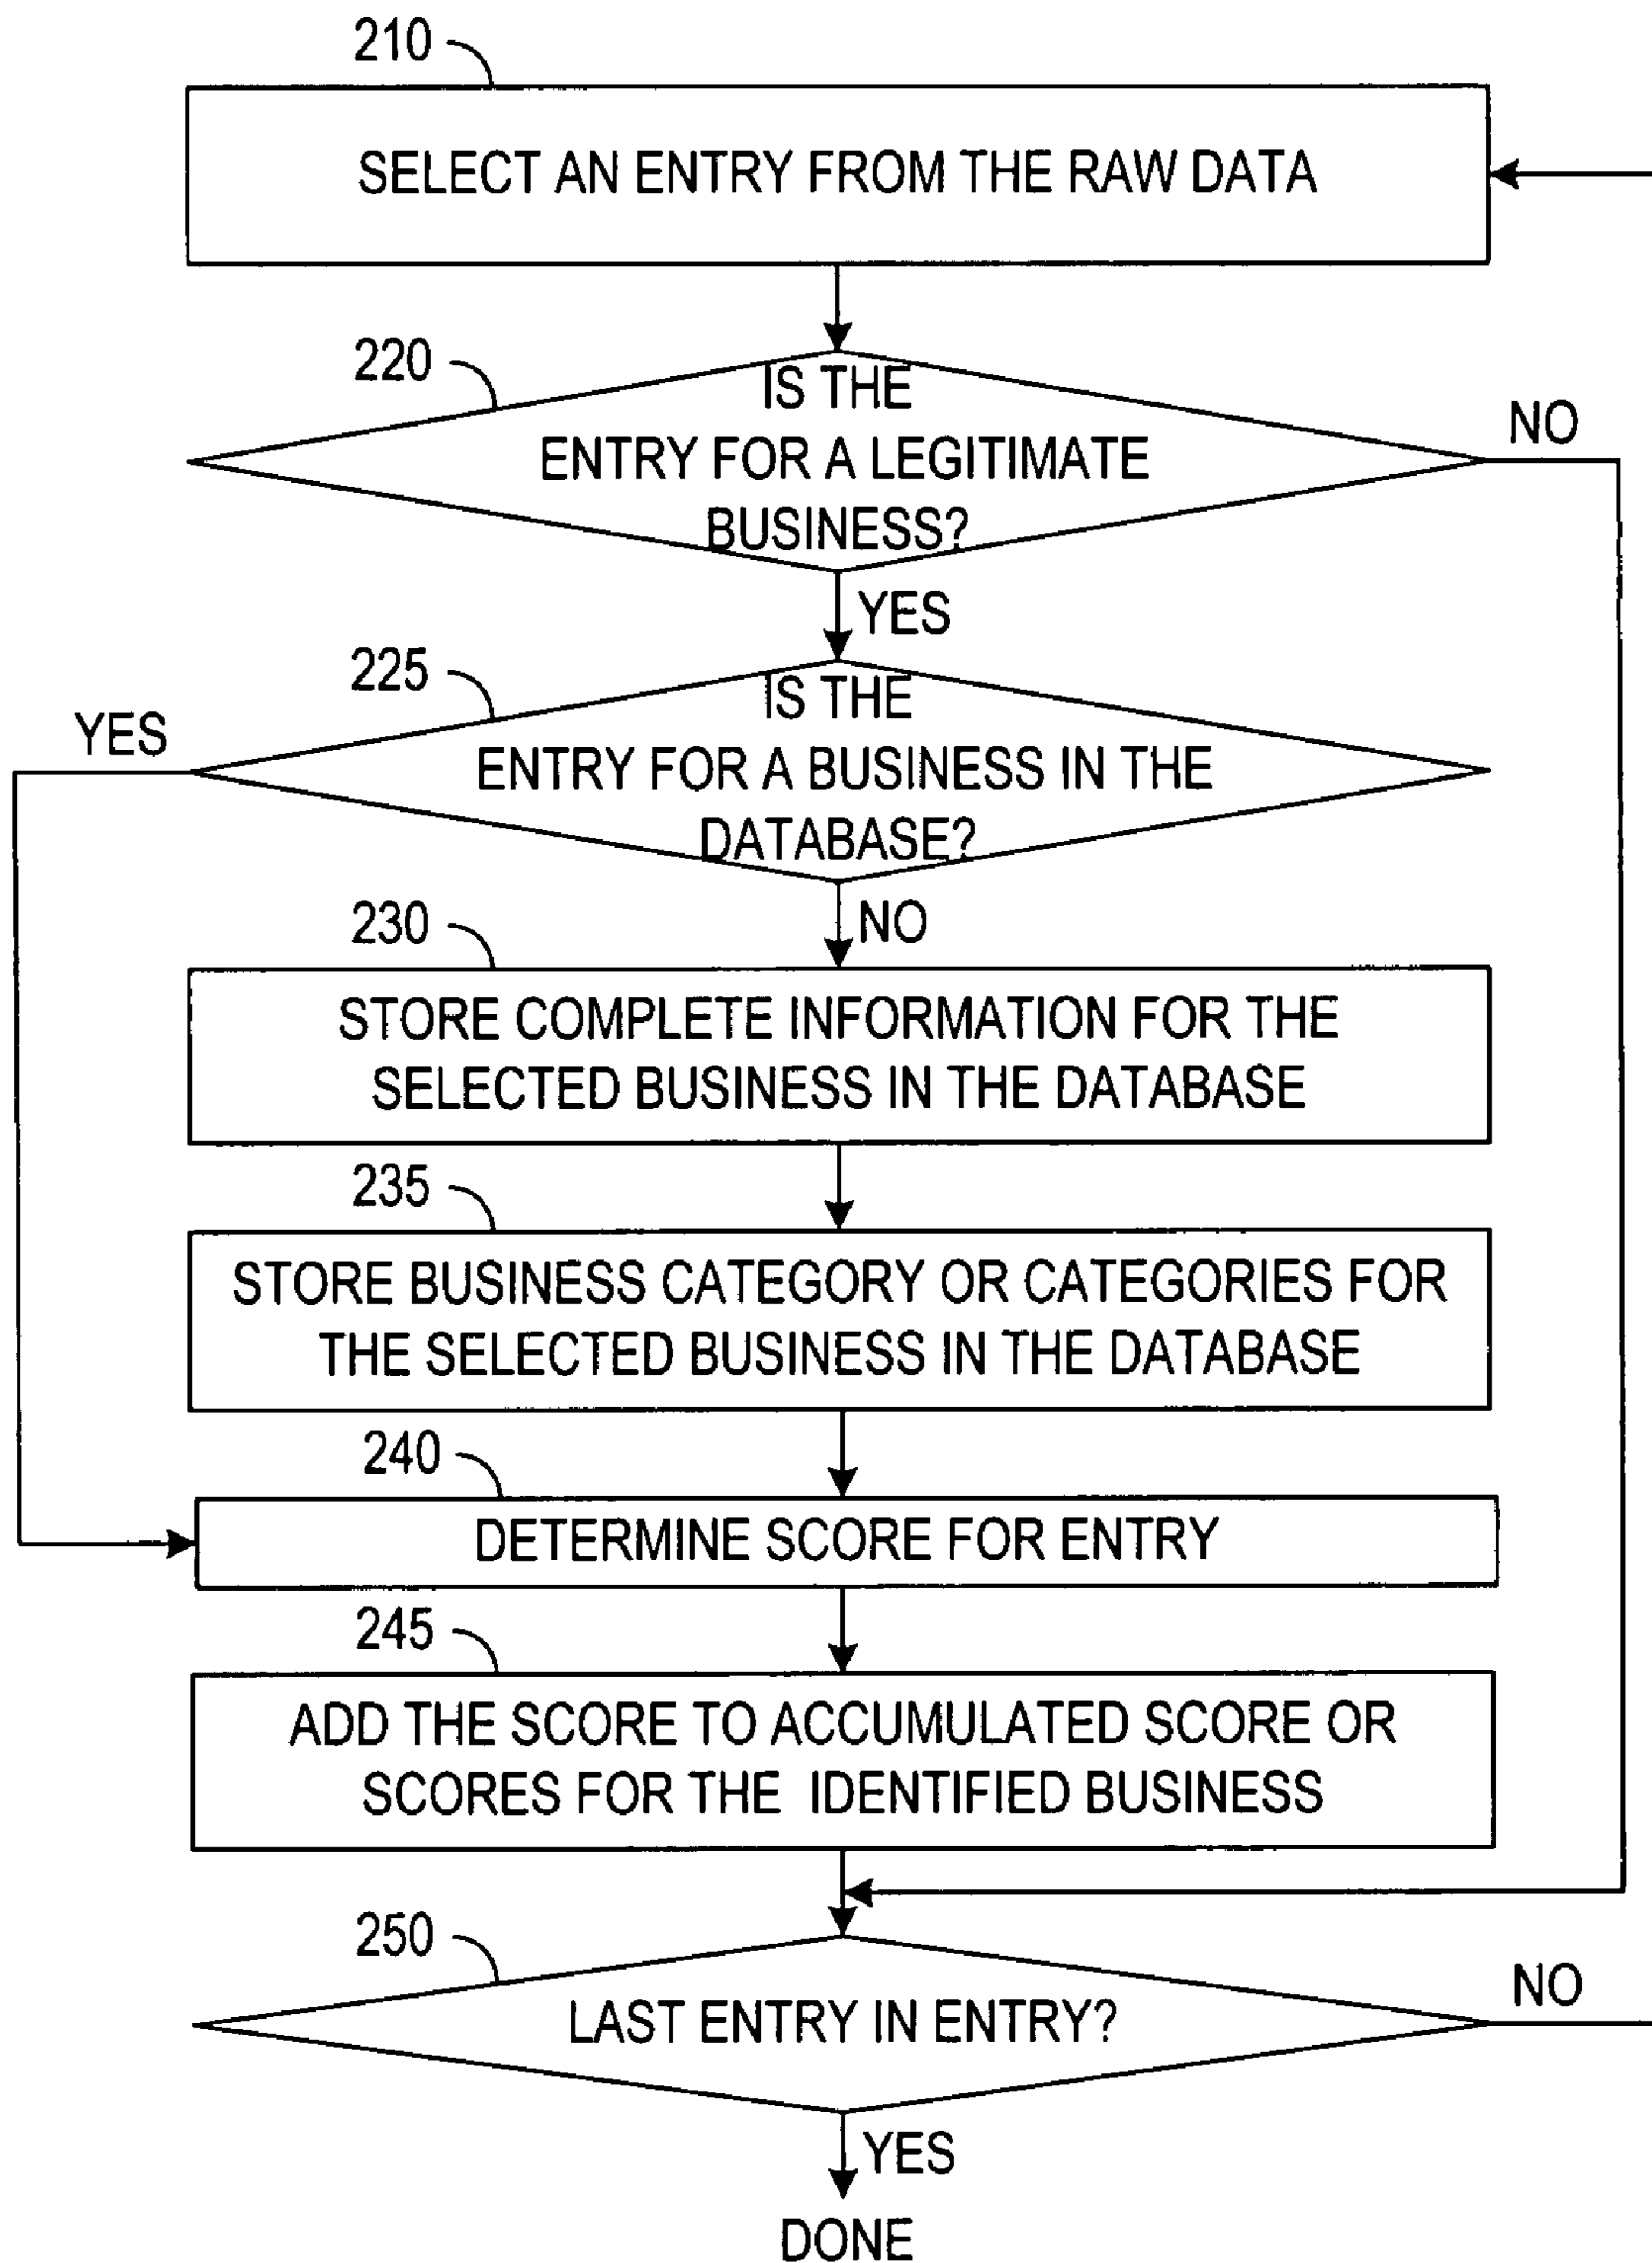 210
SELECT AN ENTRY FROM THE RAW DATA
220
IS THE
ENTRY FOR A LEGITIMATE
BUSINESS?
NO
YES
225
YES
IS THE
ENTRY FOR A BUSINESS IN THE
DATABASE?
NO
230
STORE COMPLETE INFORMATION FOR THE
SELECTED BUSINESS IN THE DATABASE
235
STORE BUSINESS CATEGORY OR CATEGORIES FOR
THE SELECTED BUSINESS IN THE DATABASE
240
DETERMINE SCORE FOR ENTRY
245
ADD THE SCORE TO ACCUMULATED SCORE OR
SCORES FOR THE IDENTIFIED BUSINESS
250
LAST ENTRY IN ENTRY?
NO
YES
DONE